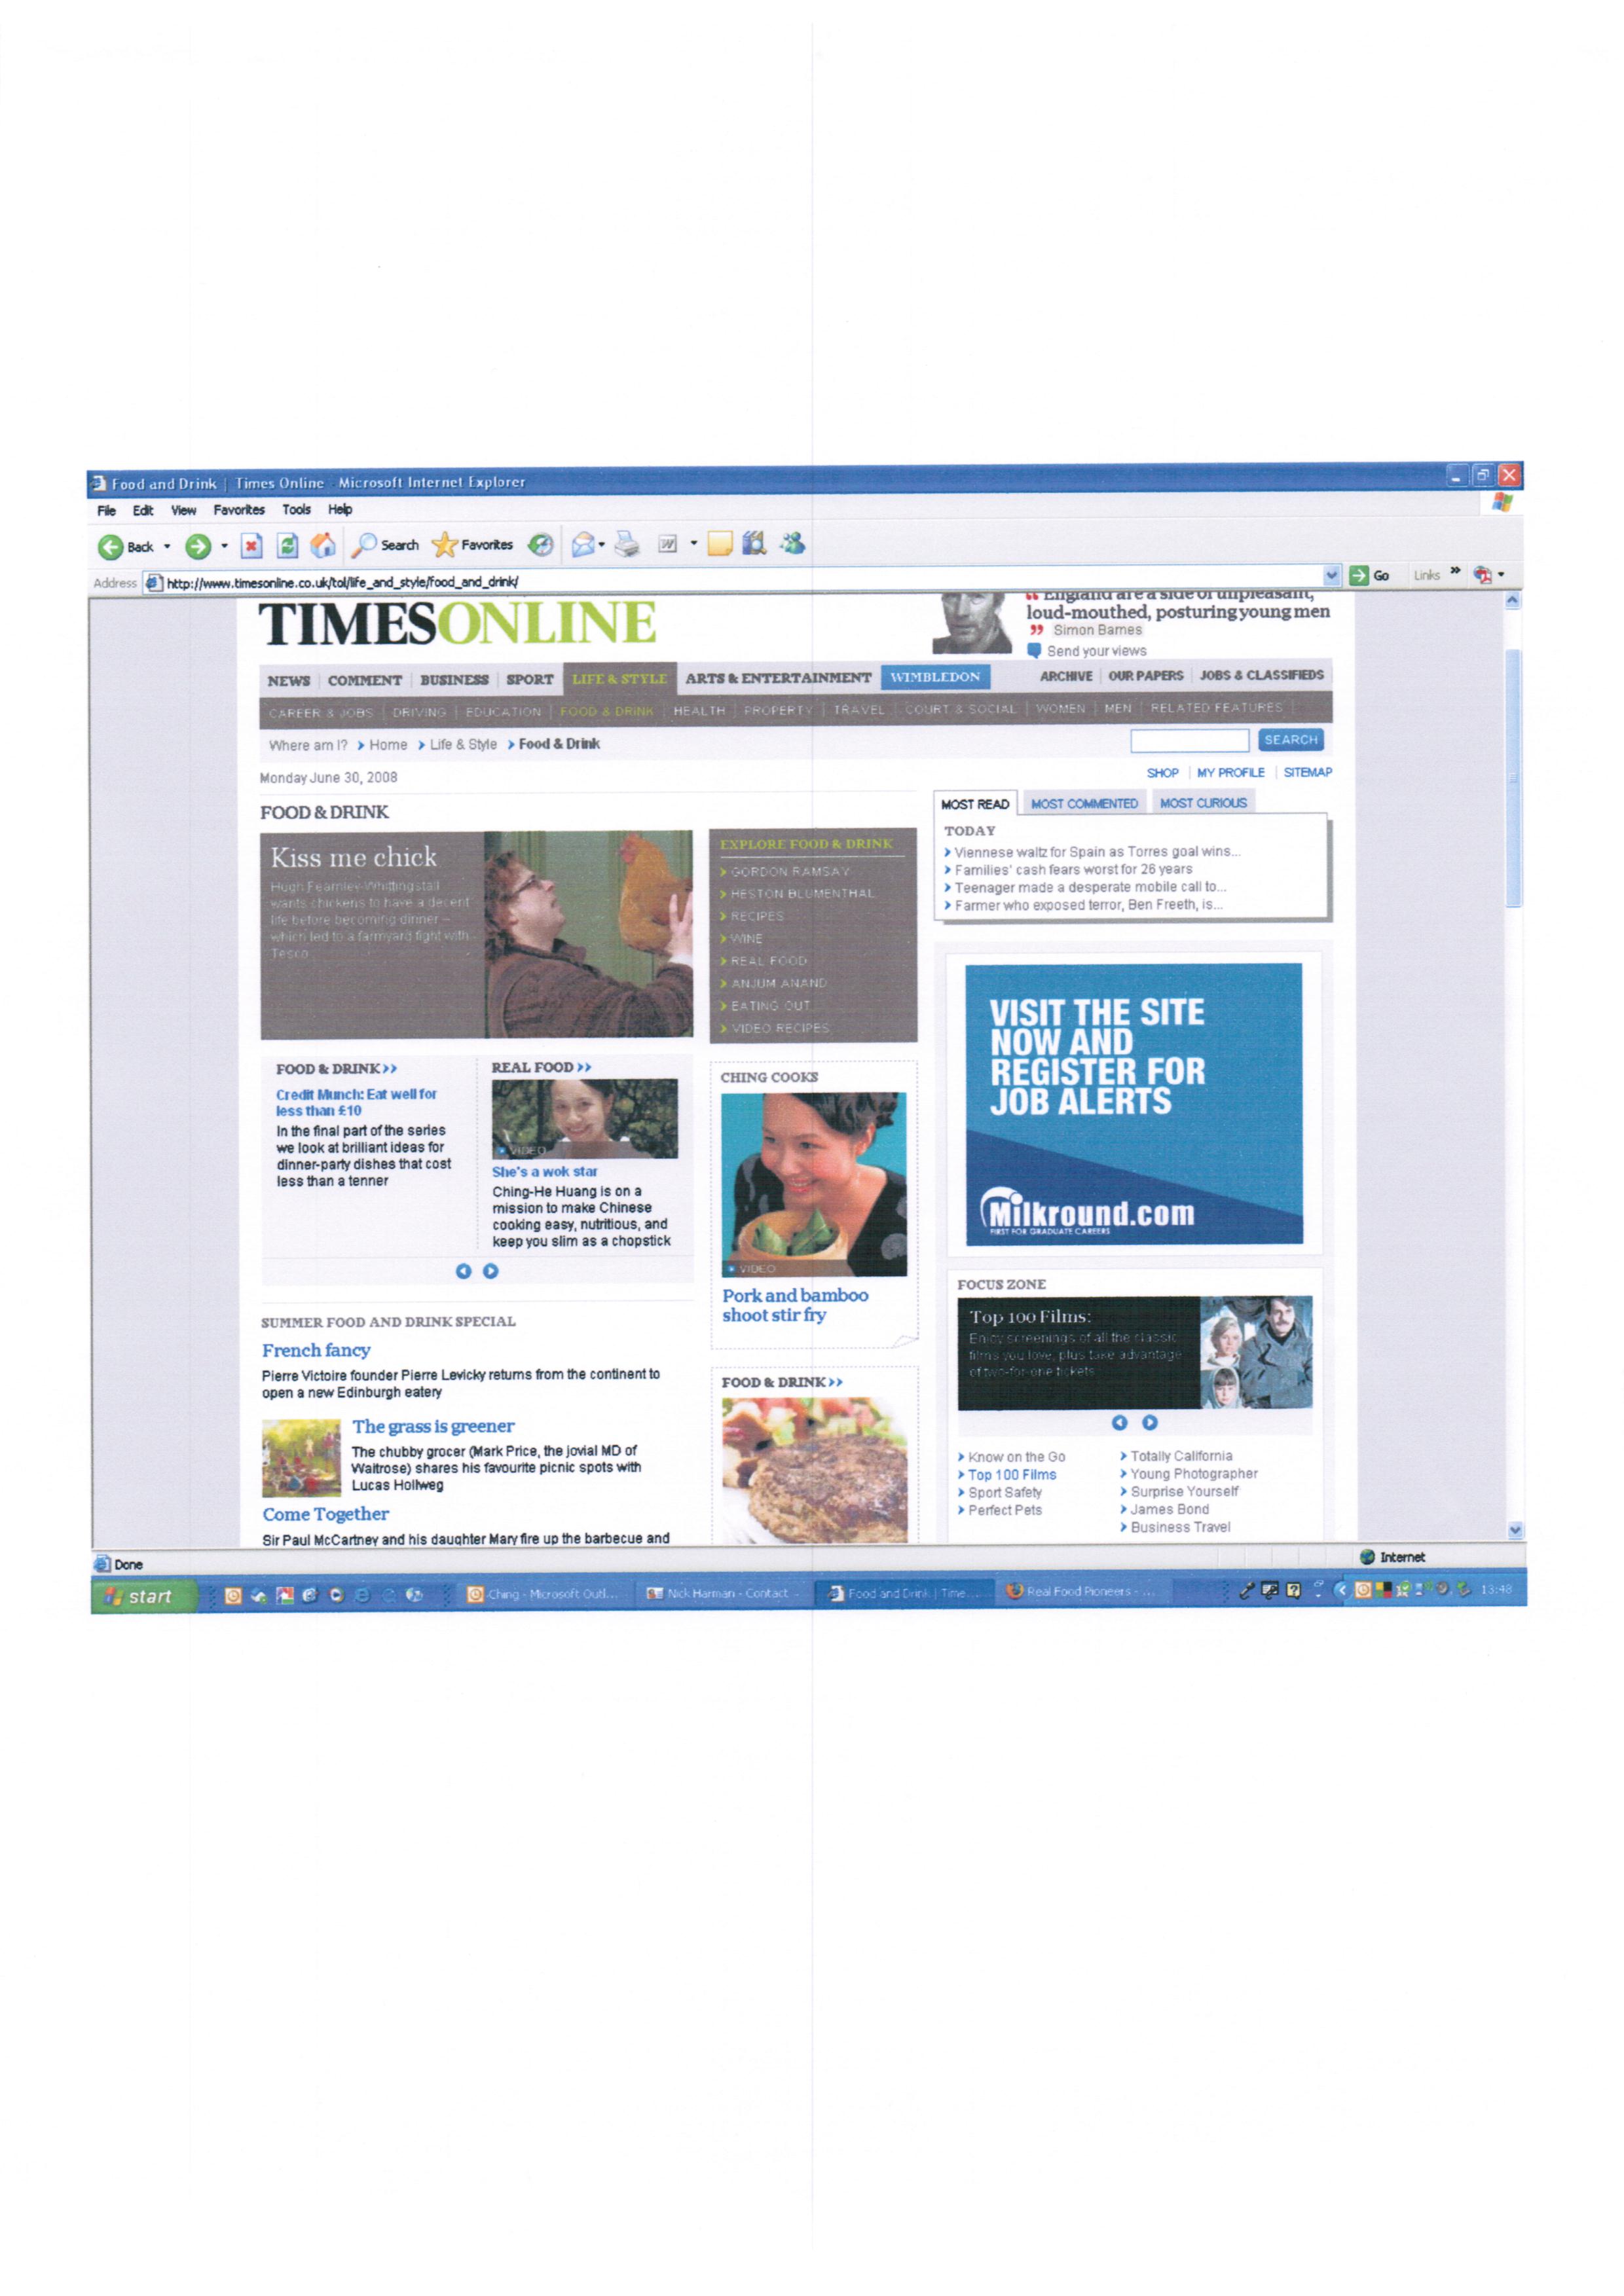 Food and Drink | Times Online - Microsoft Internet Explorer
File Edit View Favorites Tools Help
Back Search Favorites
Address http://www.timesonline.co.uk/tol/life_and_style/food_and_drink/ Go Links
TIMESONLINE
England are a side of unpleasant,
loud-mouthed, posturing young men
Simon Barnes
Send your views
NEWS COMMENT BUSINESS SPORT LIFE & STYLE ARTS & ENTERTAINMENT WIMBLEDON ARCHIVE OUR PAPERS JOBS & CLASSIFIEDS
CAREER & JOBS DRIVING EDUCATION FOOD & DRINK HEALTH PROPERTY TRAVEL COURT & SOCIAL WOMEN MEN RELATED FEATURES
Where am I? Home Life & Style Food & Drink SEARCH
Monday June 30, 2008
SHOP MY PROFILE SITEMAP
FOOD & DRINK
Kiss me chick
Hugh Fearnley-Whittingstall
wants chickens to have a decent
life before becoming dinner –
which led to a farmyard fight with
Tesco
EXPLORE FOOD & DRINK
GORDON RAMSAY
HESTON BLUMENTHAL
RECIPES
WINE
REAL FOOD
ANJUM ANAND
EATING OUT
VIDEO RECIPES
MOST READ MOST COMMENTED MOST CURIOUS
TODAY
Viennese waltz for Spain as Torres goal wins...
Families' cash fears worst for 26 years
Teenager made a desperate mobile call to...
Farmer who exposed terror, Ben Freeth, is...
VISIT THE SITE
NOW AND
REGISTER FOR
JOB ALERTS
Milkround.com
FIRST FOR GRADUATE CAREERS
FOOD & DRINK
Credit Munch: Eat well for
less than £10
In the final part of the series
we look at brilliant ideas for
dinner-party dishes that cost
less than a tenner
REAL FOOD
VIDEO
She's a wok star
Ching-He Huang is on a
mission to make Chinese
cooking easy, nutritious, and
keep you slim as a chopstick
CHING COOKS
VIDEO
Pork and bamboo
shoot stir fry
SUMMER FOOD AND DRINK SPECIAL
French fancy
Pierre Victoire founder Pierre Levicky returns from the continent to
open a new Edinburgh eatery
The grass is greener
The chubby grocer (Mark Price, the jovial MD of
Waitrose) shares his favourite picnic spots with
Lucas Hollweg
Come Together
Sir Paul McCartney and his daughter Mary fire up the barbecue and
FOOD & DRINK
FOCUS ZONE
Top 100 Films:
Enjoy screenings of all the classic
films you love, plus take advantage
of two-for-one tickets
Know on the Go
Top 100 Films
Sport Safety
Perfect Pets
Totally California
Young Photographer
Surprise Yourself
James Bond
Business Travel
Done Internet
start Ching - Microsoft Outl... Nick Harman - Contact Food and Drink | Time... Real Food Pioneers - ... 13:48